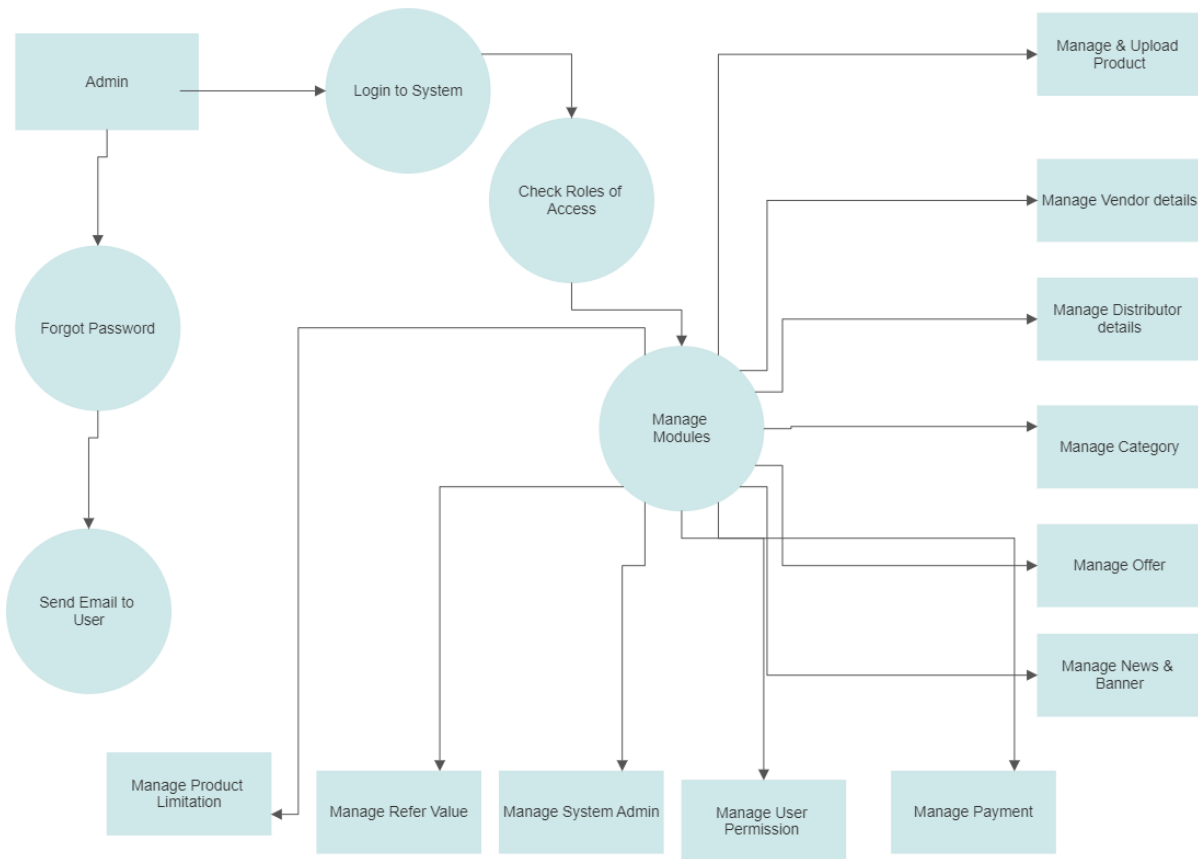 Admin
Login to System
Manage & Upload
Product
Check Roles of
Access
Manage Vendor details
Manage Distributor
details
Forgot Password
Manage
Modules
Manage Category
Manage Offer
Send Email to
User
Manage News &
Banner
Manage Product
Limitation
Manage Refer Value
Manage System Admin
Manage User
Permission
Manage Payment